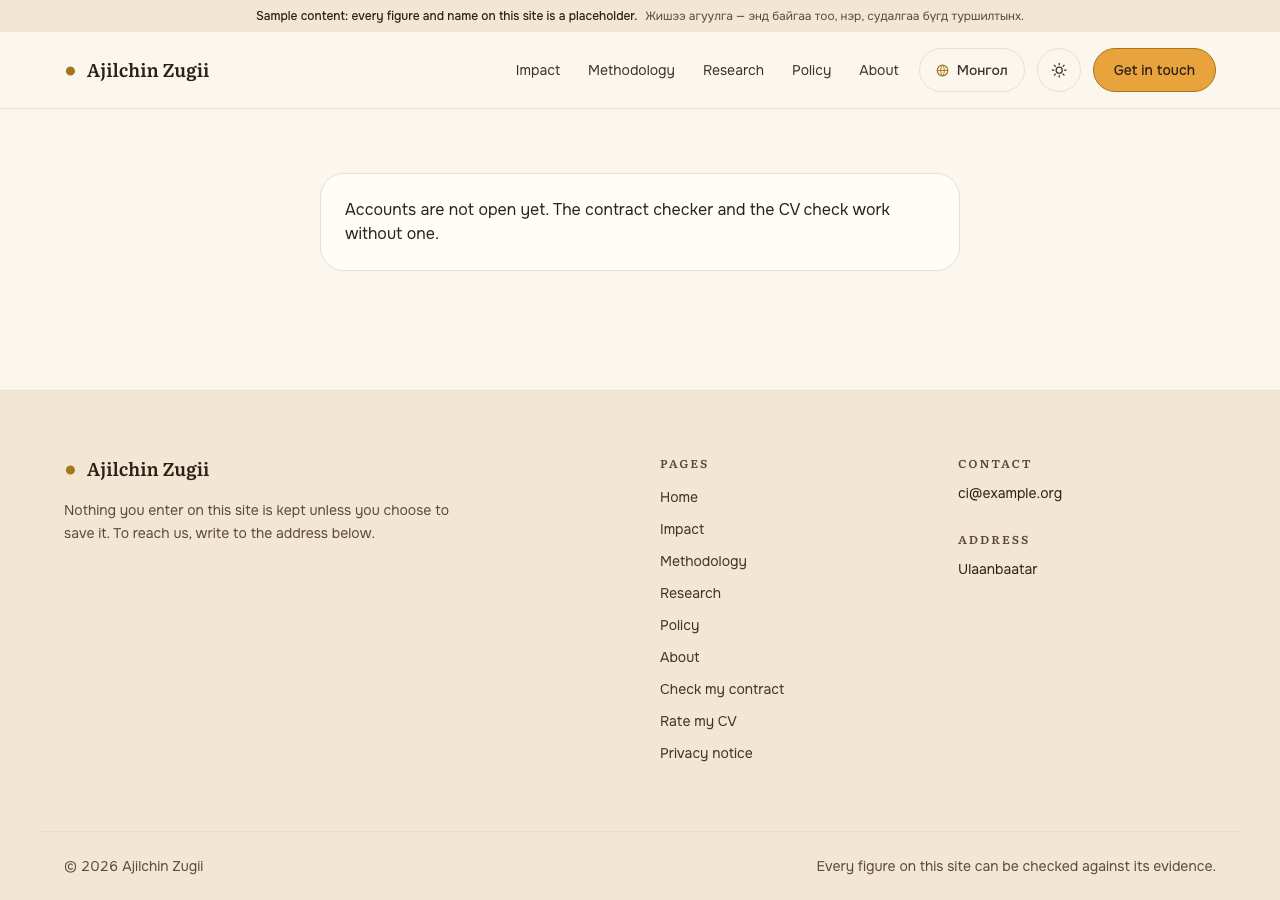 Sample content: every figure and name on this site is a placeholder. Жишээ агуулга — энд байгаа тоо, нэр, судалгаа бүгд туршилтынх.
Ajilchin Zugii
Impact Methodology Research Policy About Монгол Get in touch
Accounts are not open yet. The contract checker and the CV check work
without one.
Ajilchin Zugii
Nothing you enter on this site is kept unless you choose to
save it. To reach us, write to the address below.
PAGES
Home
Impact
Methodology
Research
Policy
About
Check my contract
Rate my CV
Privacy notice
CONTACT
ci@example.org
ADDRESS
Ulaanbaatar
© 2026 Ajilchin Zugii
Every figure on this site can be checked against its evidence.